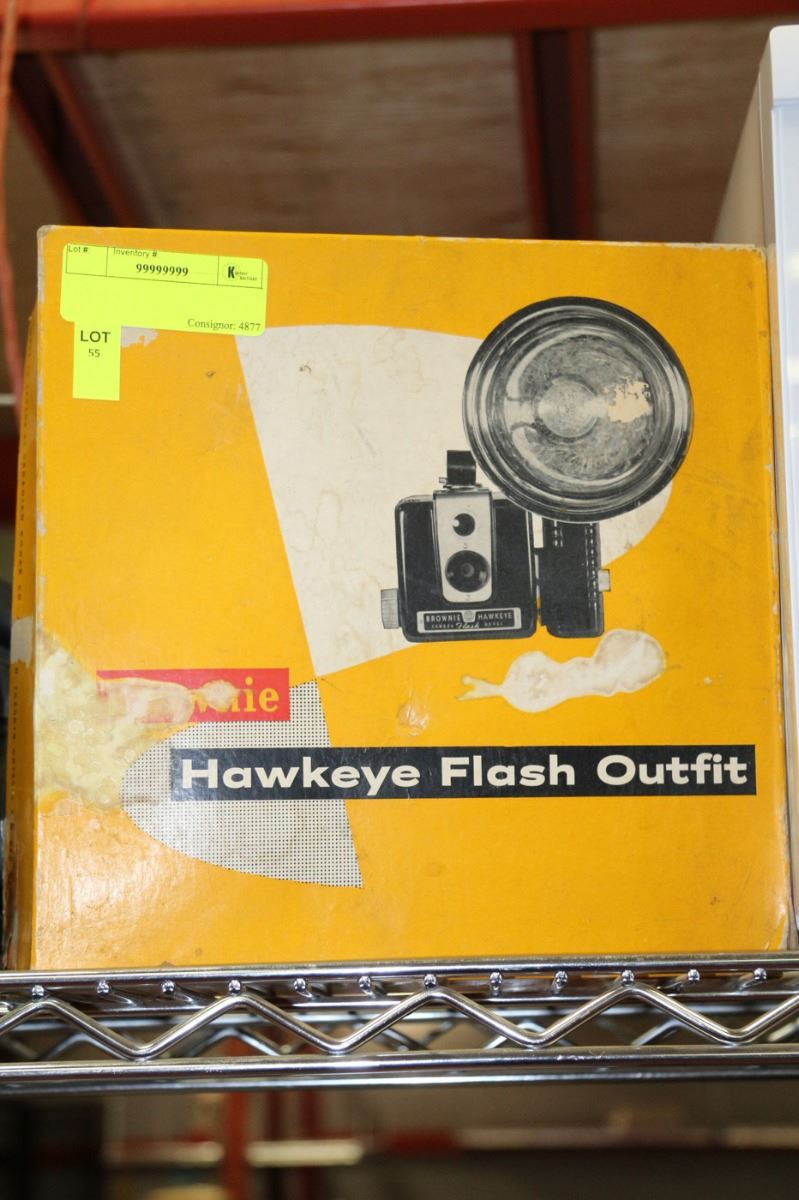 Lot #:
Inventory #:
99999999
Consignor: 4877
LOT
55
BROWNIE HAWKEYE
CAMERA Flash MODEL
Hawkeye Flash Outfit